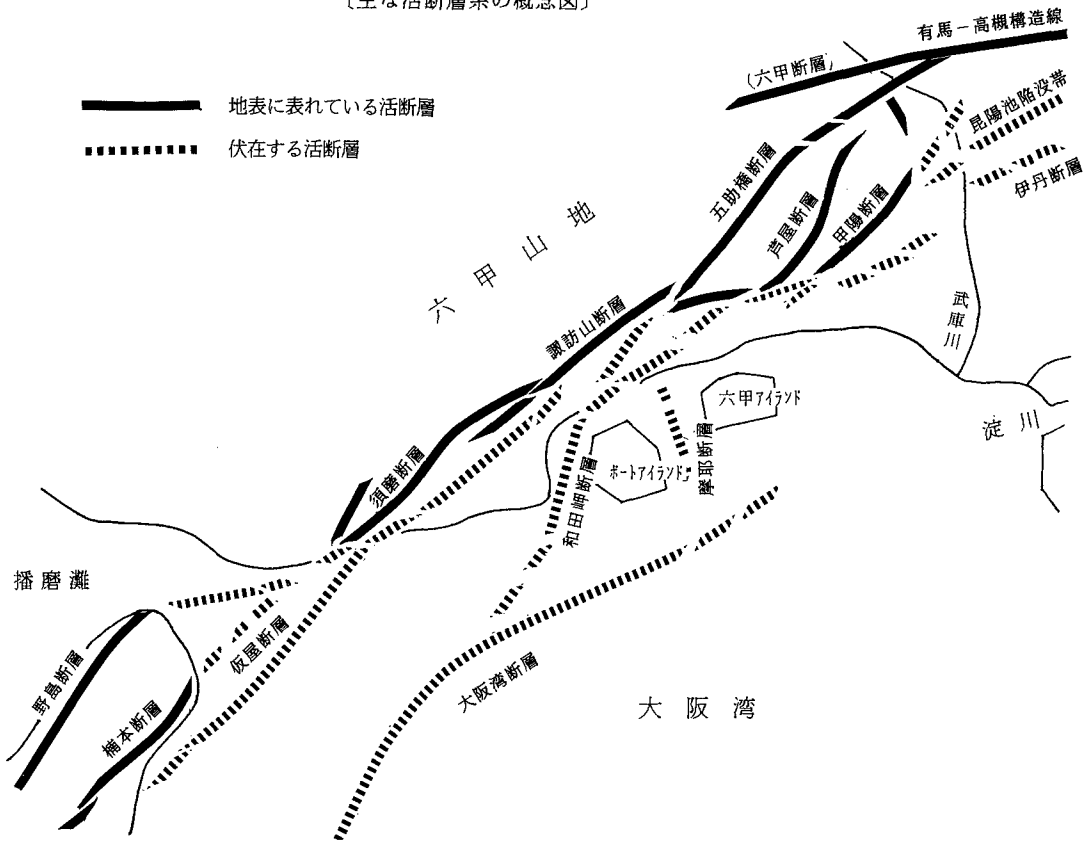 〔主な活断層系の概念図〕
有馬－高槻構造線
(六甲断層)
地表に表れている活断層
伏在する活断層
昆陽池陥没帯
伊丹断層
五助橋断層
芦屋断層
甲陽断層
六甲山地
武庫川
諏訪山断層
六甲アイランド
淀川
須磨断層
ポートアイランド
摩耶断層
和田岬断層
播磨灘
仮屋断層
野島断層
楠本断層
大阪湾断層
大阪湾